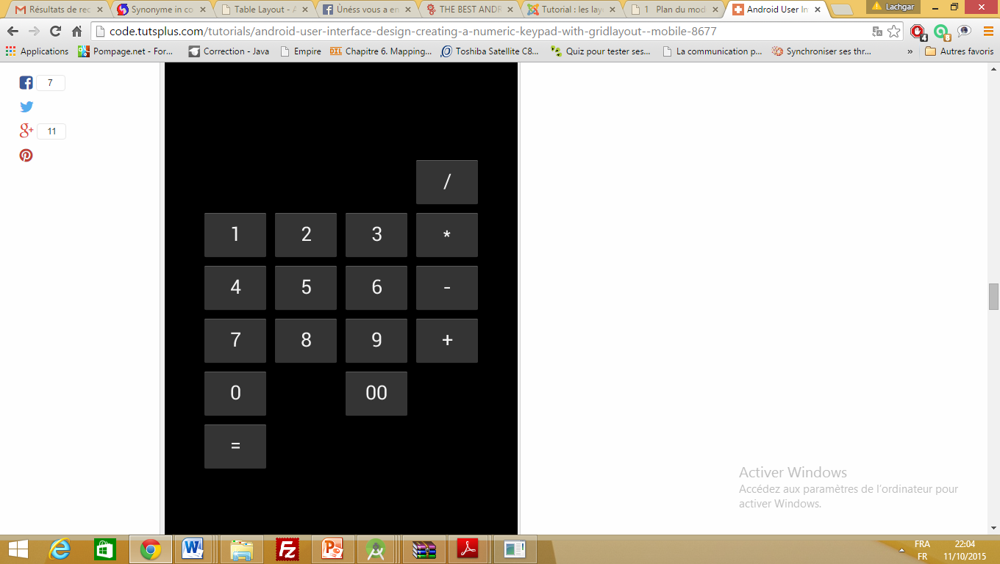 Résultats de rec
Synonyme in co
Table Layout - A
Ùnéss vous a en
THE BEST ANDR
Tutorial : les lay
1 Plan du mod
Android User In
Lachgar
code.tutsplus.com/tutorials/android-user-interface-design-creating-a-numeric-keypad-with-gridlayout--mobile-8677
4
8
Applications
Pompage.net - For...
Correction - Java
Empire
Chapitre 6. Mapping...
Toshiba Satellite C8...
Quiz pour tester ses...
La communication p...
Synchroniser ses thr...
»
Autres favoris
7
11
/
1 2 3 *
4 5 6 -
7 8 9 +
0 00
=
Activer Windows
Accédez aux paramètres de l'ordinateur pour
activer Windows.
FRA
FR
22:04
11/10/2015